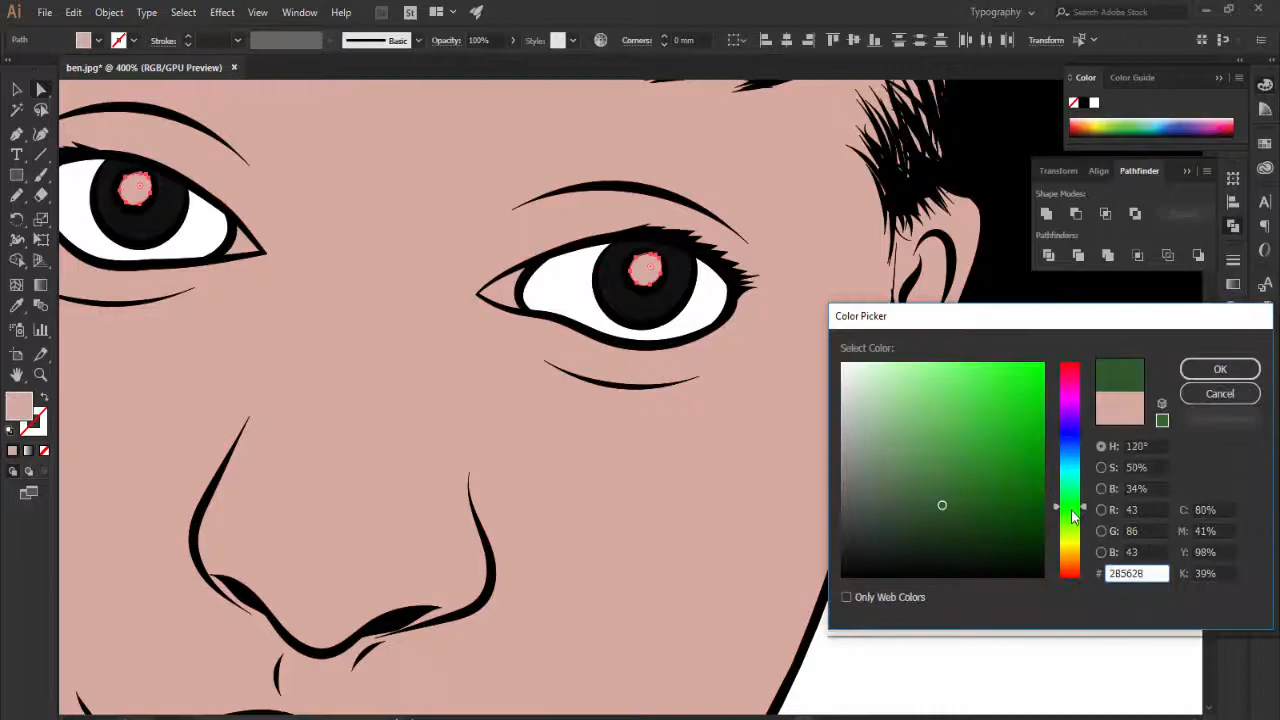 Ai File Edit Object Type Select Effect View Window Help Br St Typography Search Adobe Stock
Path Stroke: Basic Opacity: 100% Style: Corners: 0 mm Transform
ben.jpg* @ 400% (RGB/GPU Preview) ×
Color Color Guide
Transform Align Pathfinder
Shape Modes:
Pathfinders:
Color Picker
Select Color:
OK
Cancel
H: 120°
S: 50%
B: 34%
R: 43 C: 80%
G: 86 M: 41%
B: 43 Y: 98%
# 2B562B K: 39%
Only Web Colors